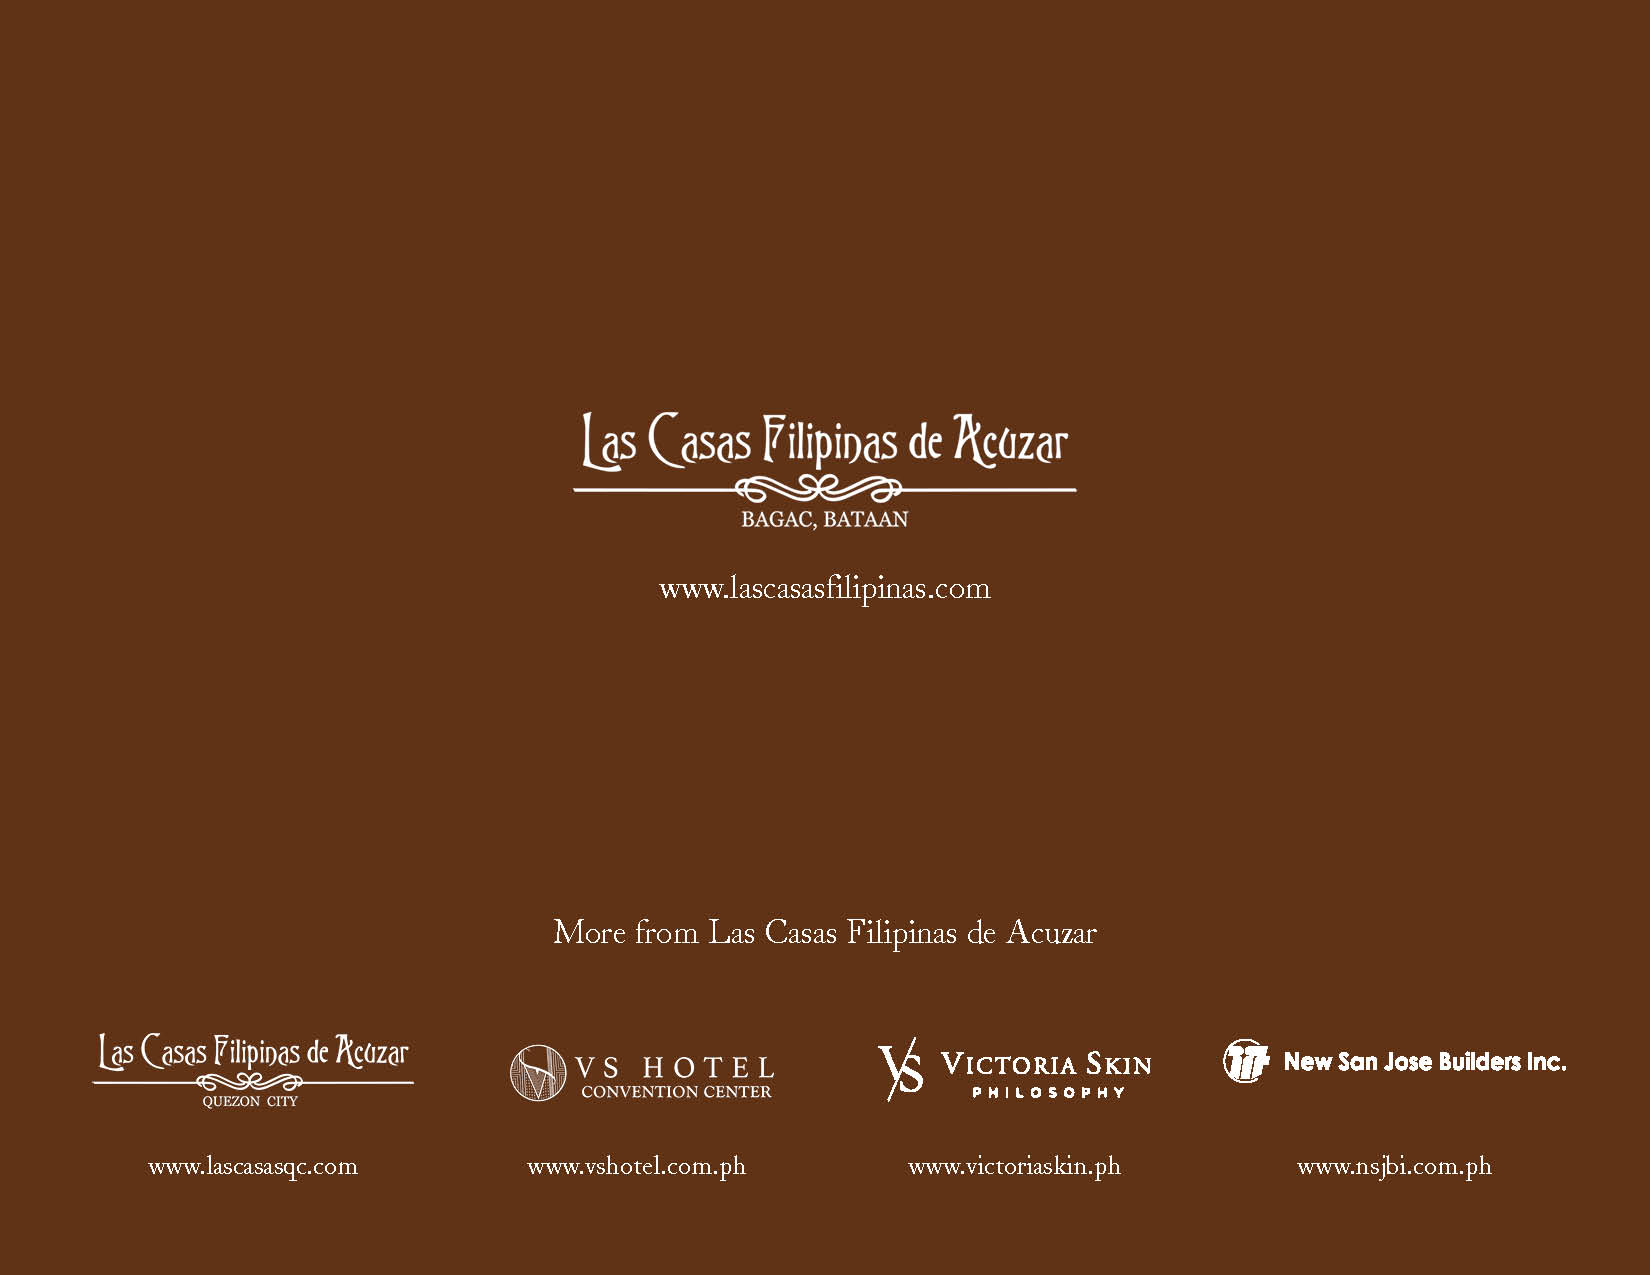 Las Casas Filipinas de Acuzar
BAGAC, BATAAN
www.lascasasfilipinas.com
More from Las Casas Filipinas de Acuzar
Las Casas Filipinas de Acuzar
QUEZON CITY
www.lascasasqc.com
VS HOTEL
CONVENTION CENTER
www.vshotel.com.ph
VS
VICTORIA SKIN
PHILOSOPHY
www.victoriaskin.ph
New San Jose Builders Inc.
www.nsjbi.com.ph